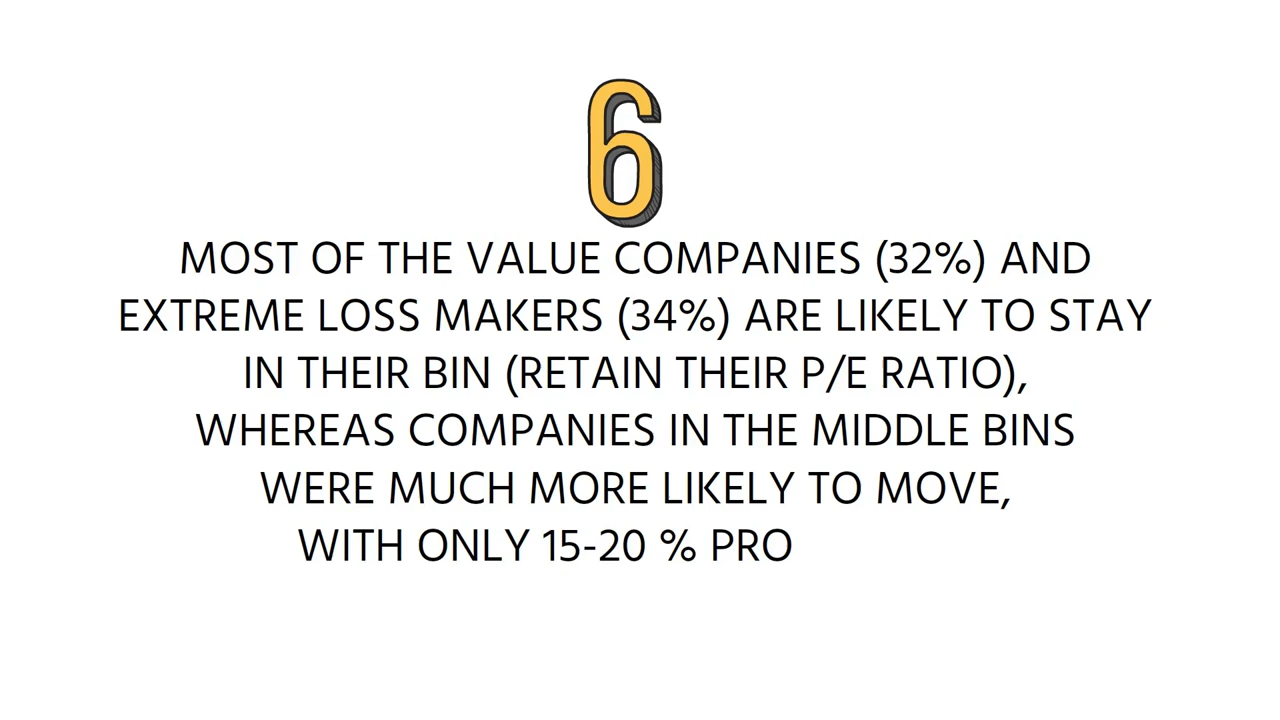 6
MOST OF THE VALUE COMPANIES (32%) AND
EXTREME LOSS MAKERS (34%) ARE LIKELY TO STAY
IN THEIR BIN (RETAIN THEIR P/E RATIO),
WHEREAS COMPANIES IN THE MIDDLE BINS
WERE MUCH MORE LIKELY TO MOVE,
WITH ONLY 15-20 % PRO